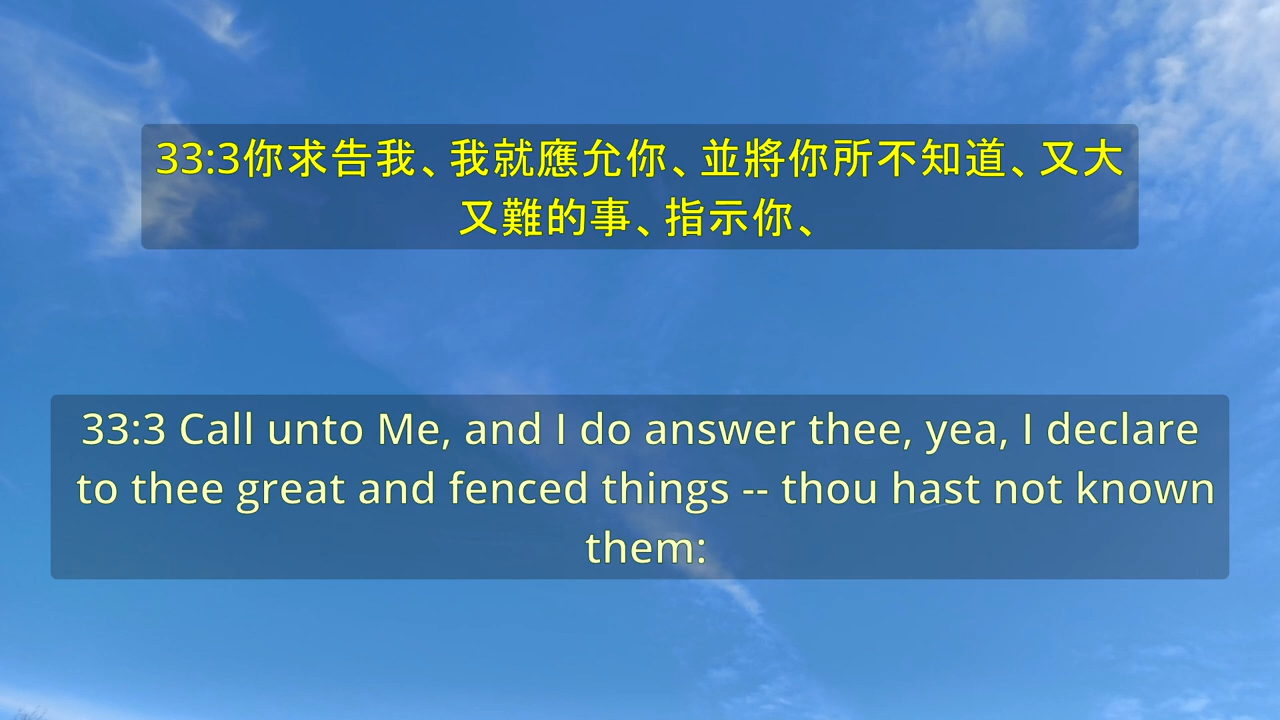 33:3你求告我、我就應允你、並將你所不知道、又大
又難的事、指示你、
33:3 Call unto Me, and I do answer thee, yea, I declare
to thee great and fenced things -- thou hast not known
them: